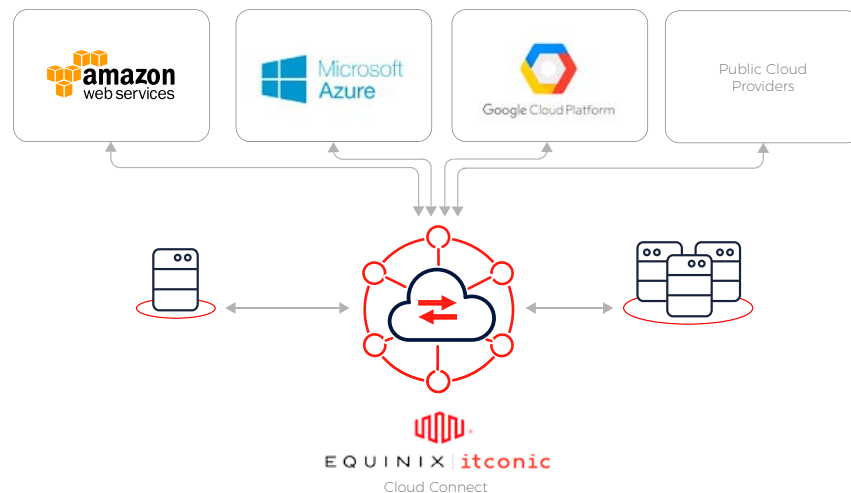 amazon
web services
Microsoft
Azure
Google Cloud Platform
Public Cloud
Providers
EQUINIX itconic
Cloud Connect